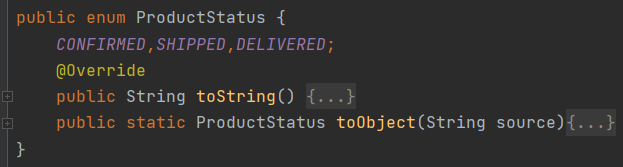 public enum ProductStatus {
CONFIRMED,SHIPPED,DELIVERED;
@Override
public String toString() {...}
public static ProductStatus toObject(String source){...}
}